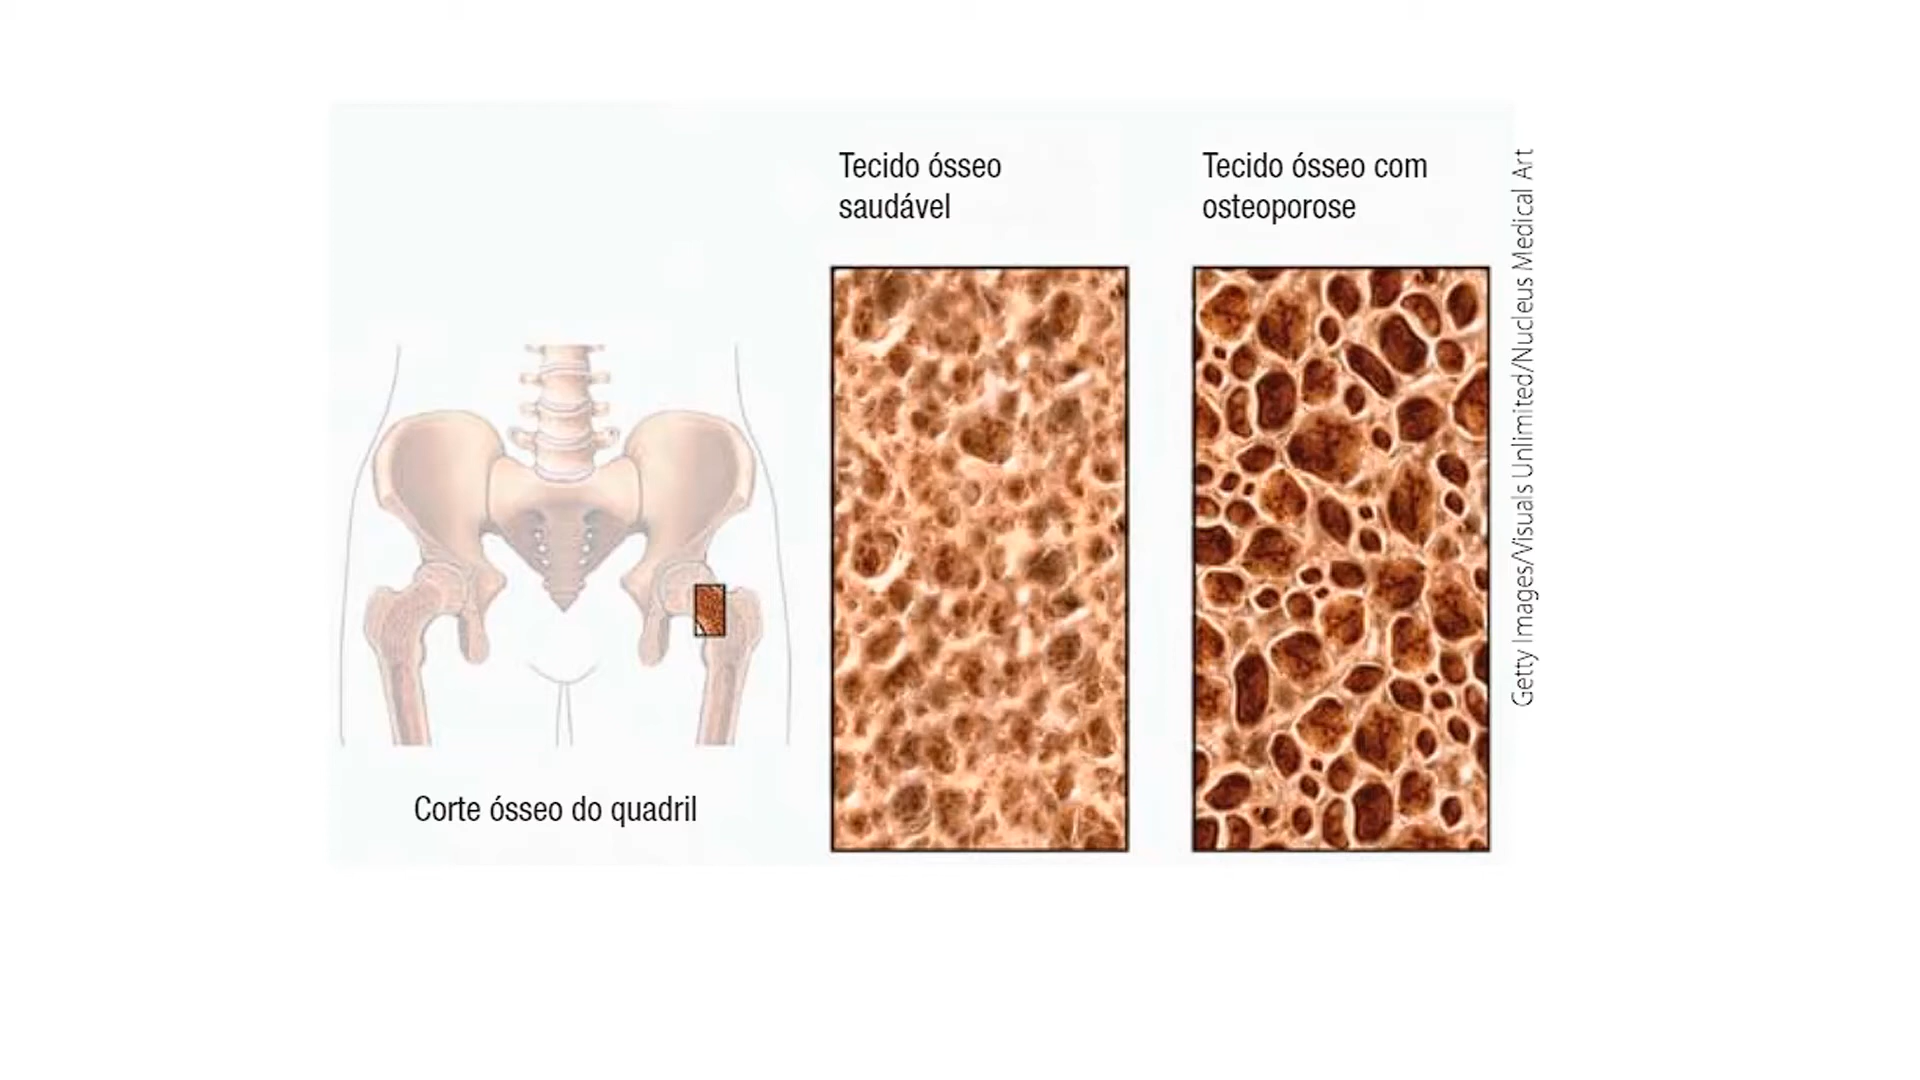 Tecido ósseo
saudável
Tecido ósseo com
osteoporose
Corte ósseo do quadril
Getty Images/Visuals Unlimited/Nucleus Medical Art